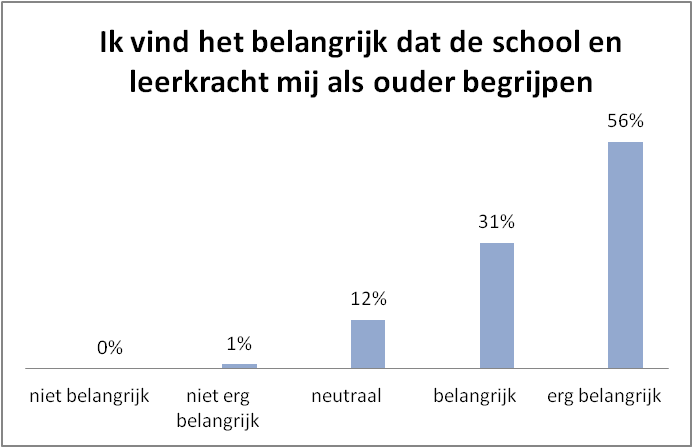 Ik vind het belangrijk dat de school en
leerkracht mij als ouder begrijpen
56%
31%
12%
1%
0%
niet belangrijk
niet erg
belangrijk
neutraal
belangrijk
erg belangrijk